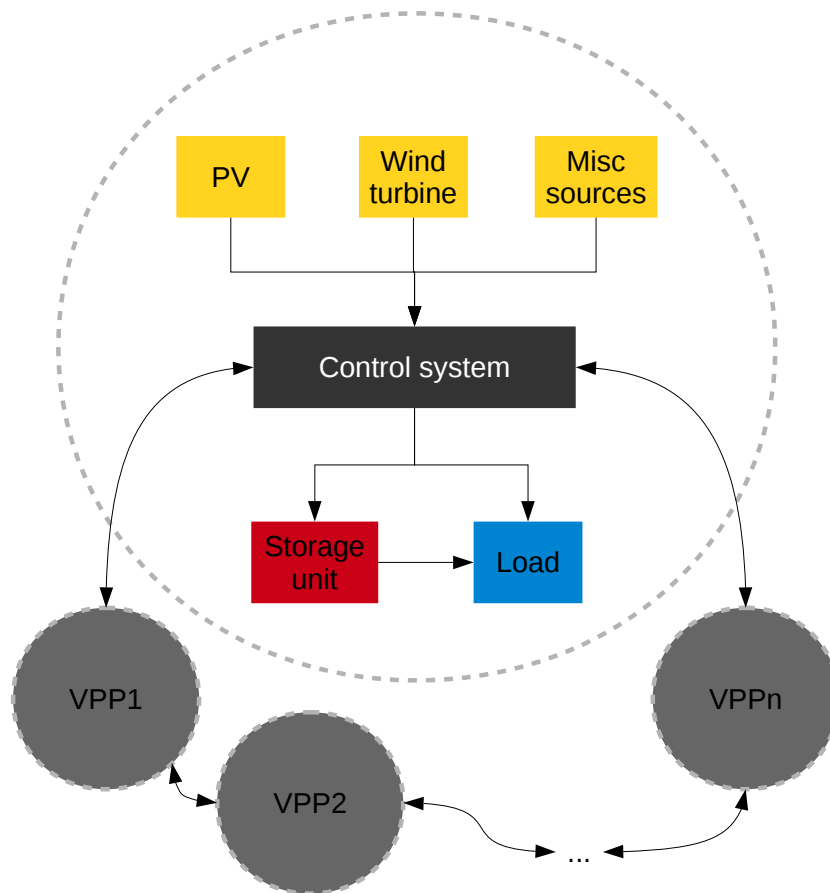 PV
Wind
turbine
Misc
sources
Control system
Storage
unit
Load
VPP1
VPPn
VPP2
...